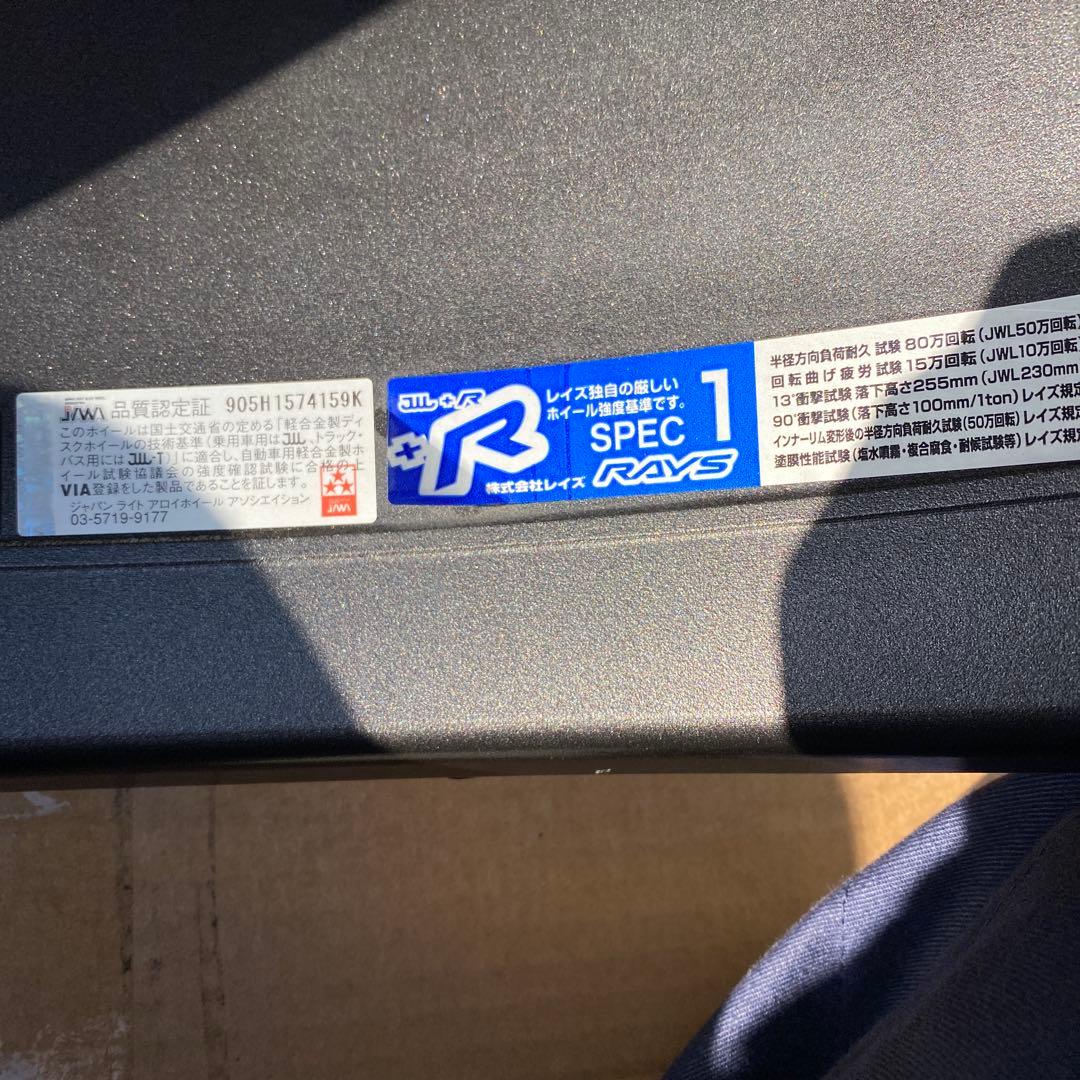 JAWA 品質認定証 905H1574159K
このホイールは国土交通省の定める「軽合金製ディ
スクホイールの技術基準(乗用車用はJWL、トラック・
バス用にはJWL-T)」に適合し、自動車用軽合金製ホ
イール試験協議会の強度確認試験に合格の上
VIA登録をした製品であることを証します。
ジャパン ライト アロイホイール アソシエイション
03-5719-9177
JAWA
JWL+R
レイズ独自の厳しい
ホイール強度基準です。
SPEC 1
株式会社レイズ RAYS
半径方向負荷耐久 試験 80万回転(JWL50万回転)
回転曲げ疲労試験 15万回転(JWL10万回転)
13°衝撃試験 落下高さ255mm(JWL230mm
90°衝撃試験(落下高さ100mm/1ton)レイズ規定
インナーリム変形後の半径方向負荷耐久試験(50万回転)レイズ規定
塗膜性能試験(塩水噴霧・複合腐食・耐候試験等)レイズ規定